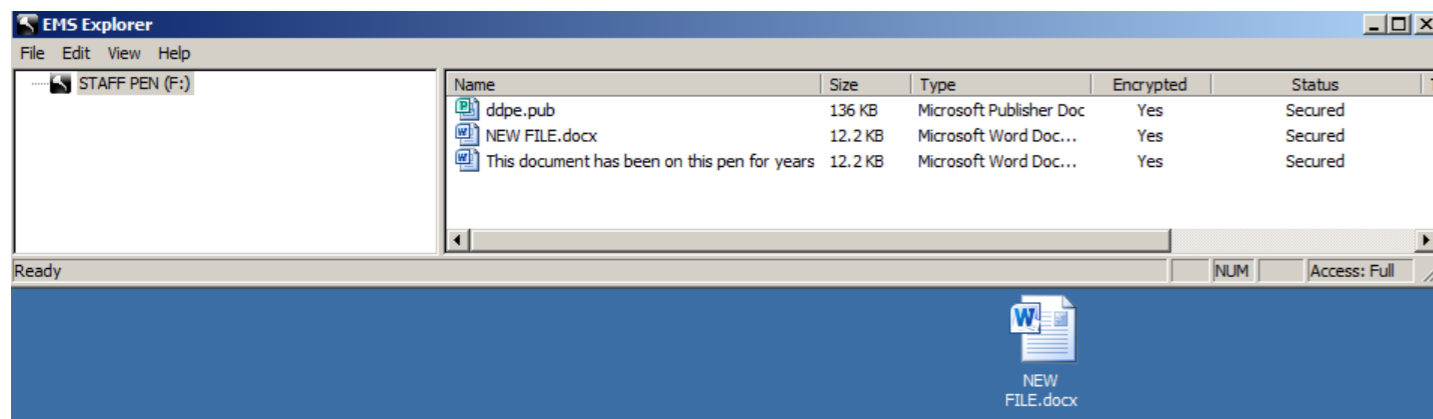 EMS Explorer
File Edit View Help
STAFF PEN (F:)
Name Size Type Encrypted Status
ddpe.pub 136 KB Microsoft Publisher Doc Yes Secured
NEW FILE.docx 12.2 KB Microsoft Word Doc... Yes Secured
This document has been on this pen for years 12.2 KB Microsoft Word Doc... Yes Secured
Ready NUM Access: Full
NEW
FILE.docx